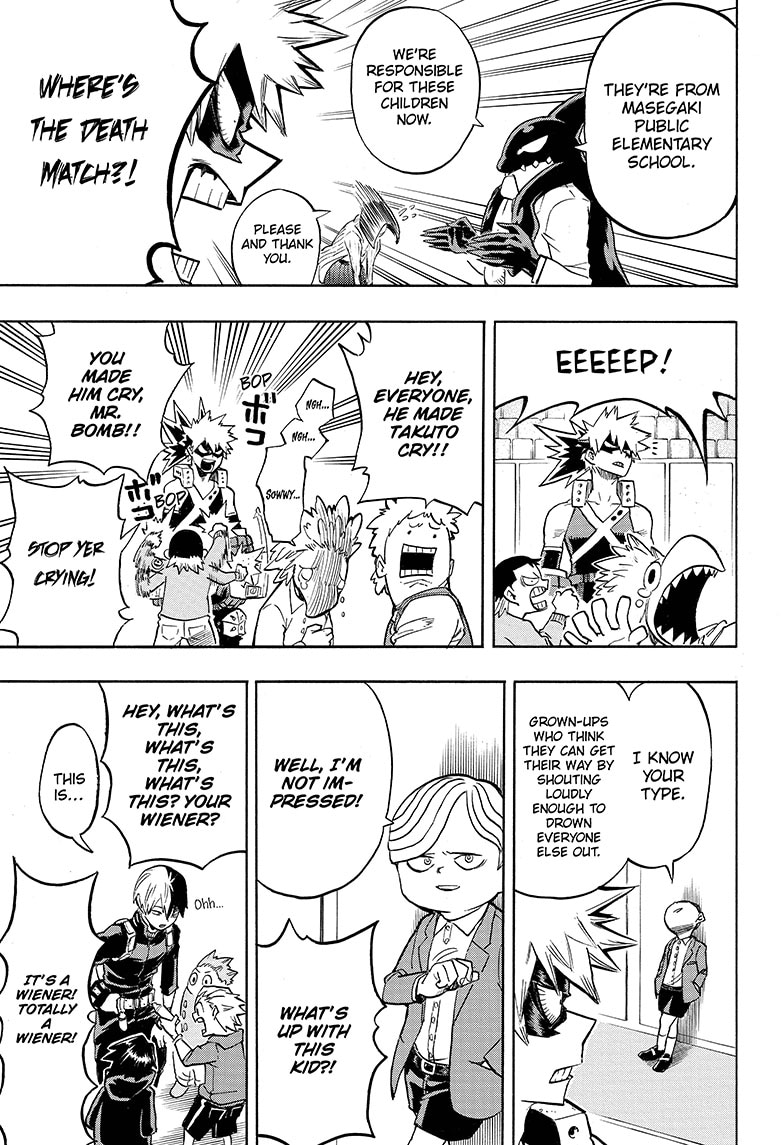 THEY'RE FROM
MASEGAKI
PUBLIC
ELEMENTARY
SCHOOL.
WE'RE
RESPONSIBLE
FOR THESE
CHILDREN
NOW.
PLEASE
AND THANK
YOU.
WHERE'S
THE DEATH
MATCH?!
EEEEEP!
HEY,
EVERYONE,
HE MADE
TAKUTO
CRY!!
NGH...
NGH...
SOWWY...
BOP
ボコ
YOU
MADE
HIM CRY,
MR.
BOMB!!
BOP
ボコ
STOP YER
CRYING!
I KNOW
YOUR
TYPE.
GROWN-UPS
WHO THINK
THEY CAN GET
THEIR WAY BY
SHOUTING
LOUDLY
ENOUGH TO
DROWN
EVERYONE
ELSE OUT.
WELL, I'M
NOT IM-
PRESSED!
WHAT'S
UP WITH
THIS
KID?!
HEY, WHAT'S
THIS,
WHAT'S
THIS,
WHAT'S
THIS? YOUR
WIENER?
THIS
IS...
Ohh...
IT'S A
WIENER!
TOTALLY
A
WIENER!